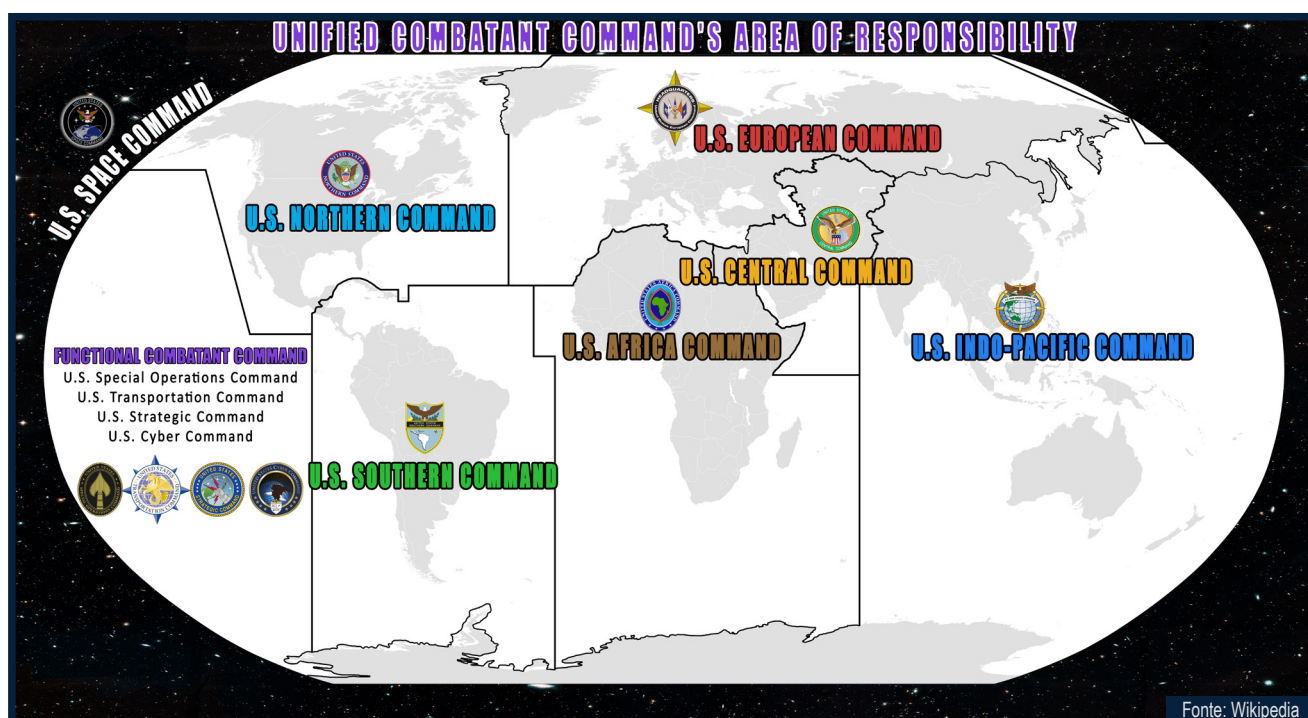 UNIFIED COMBATANT COMMAND'S AREA OF RESPONSIBILITY
U.S. SPACE COMMAND
U.S. EUROPEAN COMMAND
U.S. NORTHERN COMMAND
U.S. CENTRAL COMMAND
U.S. AFRICA COMMAND
U.S. INDO-PACIFIC COMMAND
FUNCTIONAL COMBATANT COMMAND
U.S. Special Operations Command
U.S. Transportation Command
U.S. Strategic Command
U.S. Cyber Command
U.S. SOUTHERN COMMAND
Fonte: Wikipedia